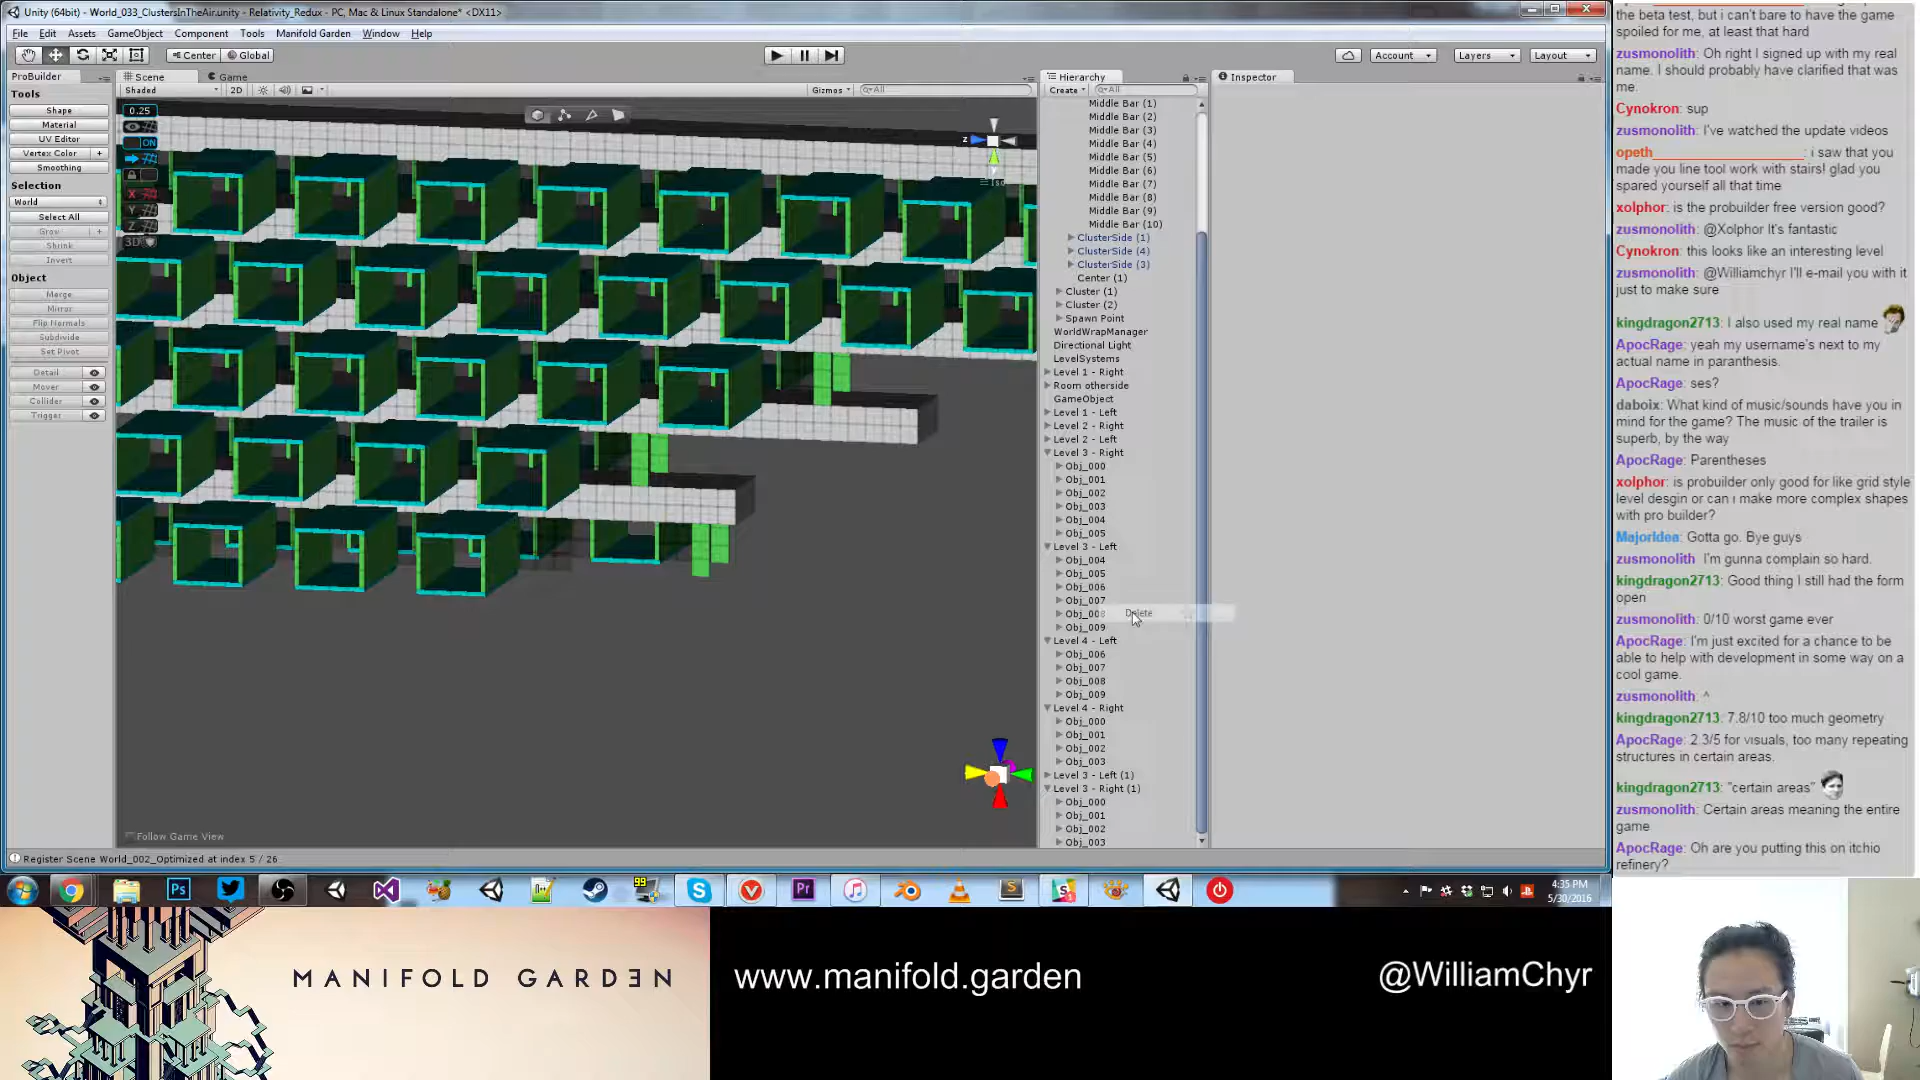 Unity (64bit) - World_033_ClustersInTheAir.unity - Relativity_Redux - PC, Mac & Linux Standalone* <DX11>
File Edit Assets GameObject Component Tools Manifold Garden Window Help
Center Global
Account Layers Layout
ProBuilder
Scene Game
Hierarchy
Inspector
Tools
Shaded 2D Gizmos All
Create All
Shape
Material
UV Editor
Vertex Color +
Smoothing
Selection
World
Select All
Grow +
Shrink
Invert
Object
Merge
Mirror
Flip Normals
Subdivide
Set Pivot
Detail
Mover
Collider
Trigger
0.25
ON
X
Y
Z
3D
z
Iso
Follow Game View
Middle Bar (1)
Middle Bar (2)
Middle Bar (3)
Middle Bar (4)
Middle Bar (5)
Middle Bar (6)
Middle Bar (7)
Middle Bar (8)
Middle Bar (9)
Middle Bar (10)
ClusterSide (1)
ClusterSide (4)
ClusterSide (3)
Center (1)
Cluster (1)
Cluster (2)
Spawn Point
WorldWrapManager
Directional Light
LevelSystems
Level 1 - Right
Room otherside
GameObject
Level 1 - Left
Level 2 - Right
Level 2 - Left
Level 3 - Right
Obj_000
Obj_001
Obj_002
Obj_003
Obj_004
Obj_005
Level 3 - Left
Obj_004
Obj_005
Obj_006
Obj_007
Obj_008
Delete
Obj_009
Level 4 - Left
Obj_006
Obj_007
Obj_008
Obj_009
Level 4 - Right
Obj_000
Obj_001
Obj_002
Obj_003
Level 3 - Left (1)
Level 3 - Right (1)
Obj_000
Obj_001
Obj_002
Obj_003
Register Scene World_002_Optimized at index 5 / 26
Ps
99
Pr
S
4:35 PM
5/30/2016
MANIFOLD GARDEN
www.manifold.garden
@WilliamChyr
the beta test, but i can't bare to have the game
spoiled for me, at least that hard
zusmonolith: Oh right I signed up with my real
name. I should probably have clarified that was
me.
Cynokron: sup
zusmonolith: I've watched the update videos
opeth____________________: i saw that you
made you line tool work with stairs! glad you
spared yourself all that time
xolphor: is the probuilder free version good?
zusmonolith: @Xolphor It's fantastic
Cynokron: this looks like an interesting level
zusmonolith: @Williamchyr I'll e-mail you with it
just to make sure
kingdragon2713: I also used my real name
ApocRage: yeah my username's next to my
actual name in paranthesis.
ApocRage: ses?
daboix: What kind of music/sounds have you in
mind for the game? The music of the trailer is
superb, by the way
ApocRage: Parentheses
xolphor: is probuilder only good for like grid style
level desgin or can i make more complex shapes
with pro builder?
MajorIdea: Gotta go. Bye guys
zusmonolith: I'm gunna complain so hard.
kingdragon2713: Good thing I still had the form
open
zusmonolith: 0/10 worst game ever
ApocRage: I'm just excited for a chance to be
able to help with development in some way on a
cool game.
zusmonolith: ^
kingdragon2713: 7.8/10 too much geometry
ApocRage: 2.3/5 for visuals, too many repeating
structures in certain areas.
kingdragon2713: "certain areas"
zusmonolith: Certain areas meaning the entire
game
ApocRage: Oh are you putting this on itchio
refinery?